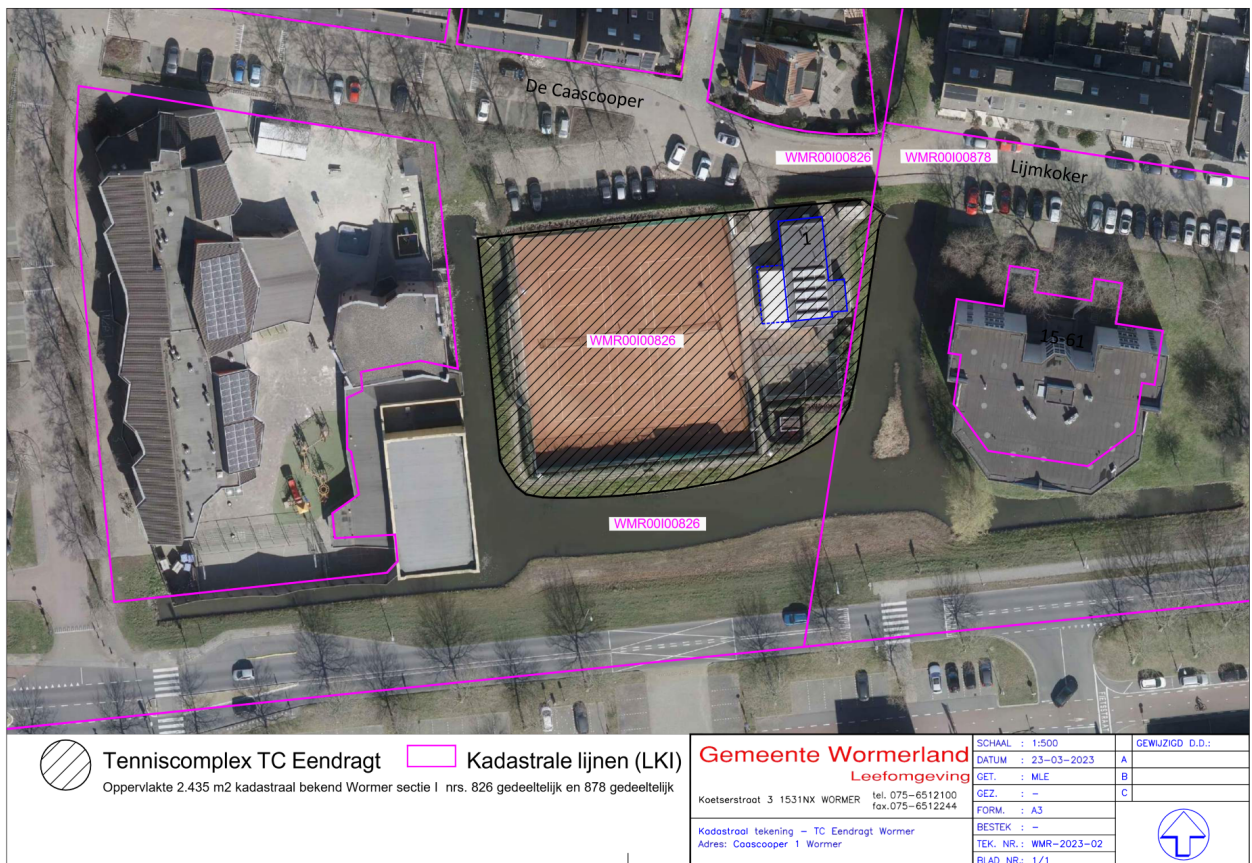 De Caascooper
WMR00I00826
WMR00I00878
Lijmkoker
1
WMR00I00826
15-61
WMR00I00826
Tenniscomplex TC Eendragt
Kadastrale lijnen (LKI)
Oppervlakte 2.435 m2 kadastraal bekend Wormer sectie I nrs. 826 gedeeltelijk en 878 gedeeltelijk
Gemeente Wormerland
Leefomgeving
Koetserstraat 3 1531NX WORMER
tel. 075-6512100
fax.075-6512244
Kadastraal tekening - TC Eendragt Wormer
Adres: Caascooper 1 Wormer
SCHAAL : 1:500
DATUM : 23-03-2023
GET. : MLE
GEZ. : -
FORM. : A3
BESTEK : -
TEK. NR.: WMR-2023-02
BLAD NR.: 1/1
GEWIJZIGD D.D.:
A
B
C